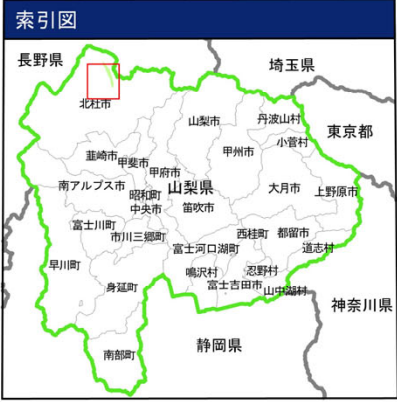 索引図
長野県
埼玉県
北杜市
山梨市
丹波山村
東京都
小菅村
甲州市
韮崎市
甲斐市
甲府市
南アルプス市
山梨県
大月市
上野原市
昭和町
中央市
笛吹市
富士川町
市川三郷町
西桂町
都留市
道志村
富士河口湖町
早川町
鳴沢村
忍野村
富士吉田市
山中湖村
身延町
神奈川県
静岡県
南部町